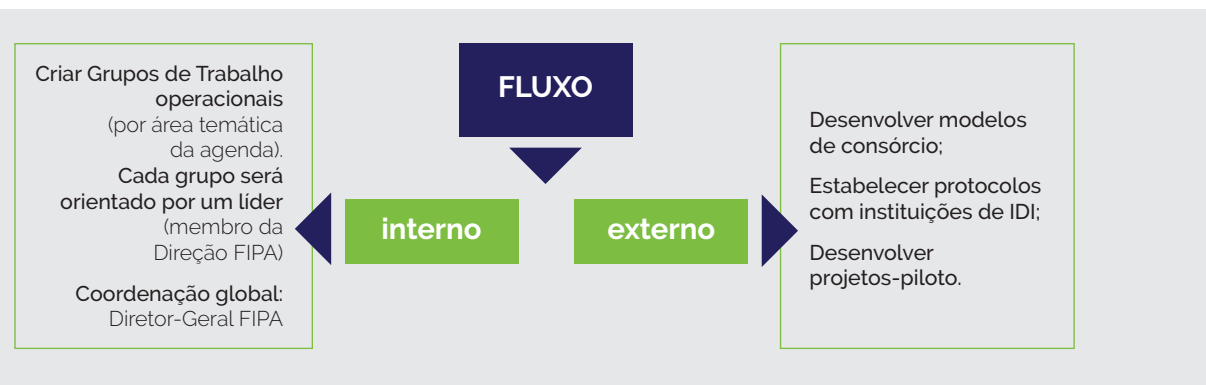 FLUXO
interno
externo
Criar Grupos de Trabalho
operacionais
(por área temática
da agenda).
Cada grupo será
orientado por um líder
(membro da
Direção FIPA)
Coordenação global:
Diretor-Geral FIPA
Desenvolver modelos
de consórcio;
Estabelecer protocolos
com instituições de IDI;
Desenvolver
projetos-piloto.